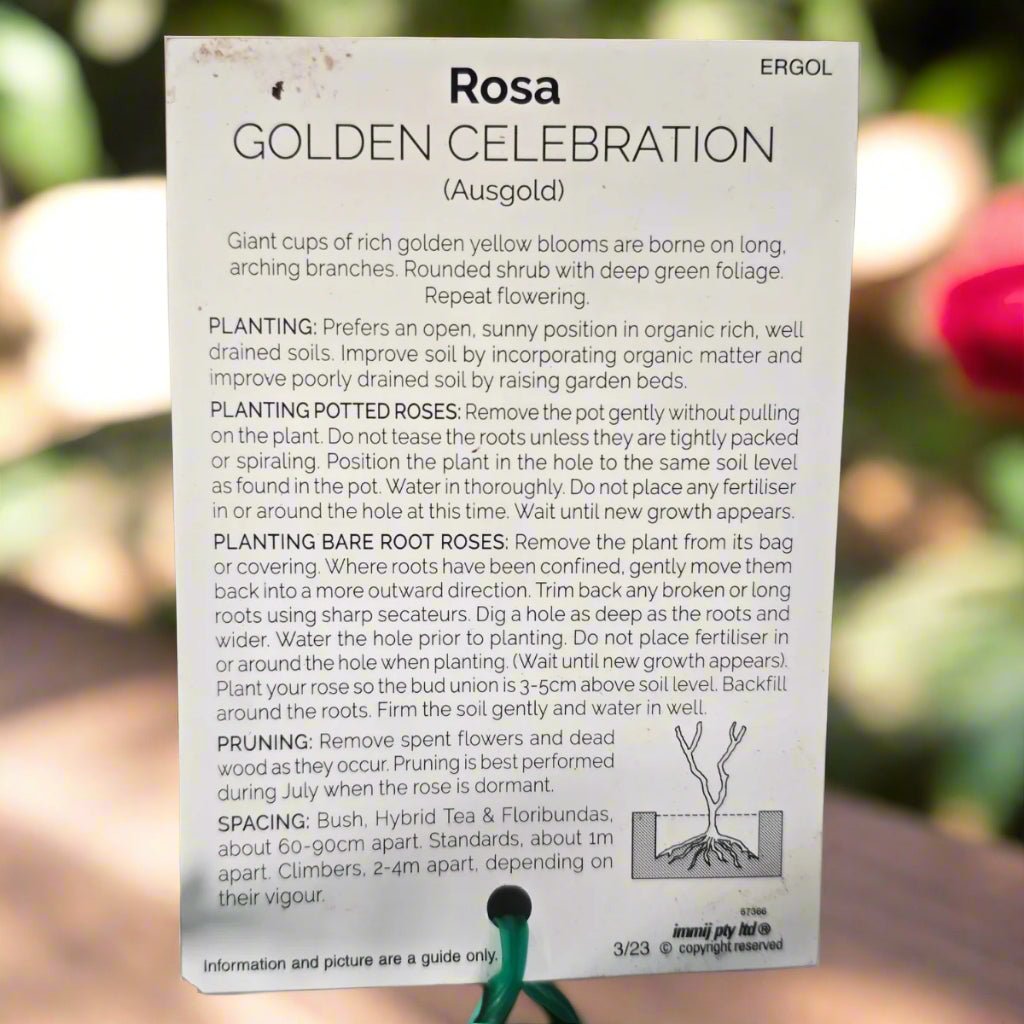 ERGOL
Rosa
GOLDEN CELEBRATION
(Ausgold)
Giant cups of rich golden yellow blooms are borne on long,
arching branches. Rounded shrub with deep green foliage.
Repeat flowering.
PLANTING: Prefers an open, sunny position in organic rich, well
drained soils. Improve soil by incorporating organic matter and
improve poorly drained soil by raising garden beds.
PLANTING POTTED ROSES: Remove the pot gently without pulling
on the plant. Do not tease the roots unless they are tightly packed
or spiraling. Position the plant in the hole to the same soil level
as found in the pot. Water in thoroughly. Do not place any fertiliser
in or around the hole at this time. Wait until new growth appears.
PLANTING BARE ROOT ROSES: Remove the plant from its bag
or covering. Where roots have been confined, gently move them
back into a more outward direction. Trim back any broken or long
roots using sharp secateurs. Dig a hole as deep as the roots and
wider. Water the hole prior to planting. Do not place fertiliser in
or around the hole when planting. (Wait until new growth appears).
Plant your rose so the bud union is 3-5cm above soil level. Backfill
around the roots. Firm the soil gently and water in well.
PRUNING: Remove spent flowers and dead
wood as they occur. Pruning is best performed
during July when the rose is dormant.
SPACING: Bush, Hybrid Tea & Floribundas,
about 60-90cm apart. Standards, about 1m
apart. Climbers, 2-4m apart, depending on
their vigour.
67366
immij pty ltd ®
3/23 © copyright reserved
Information and picture are a guide only.